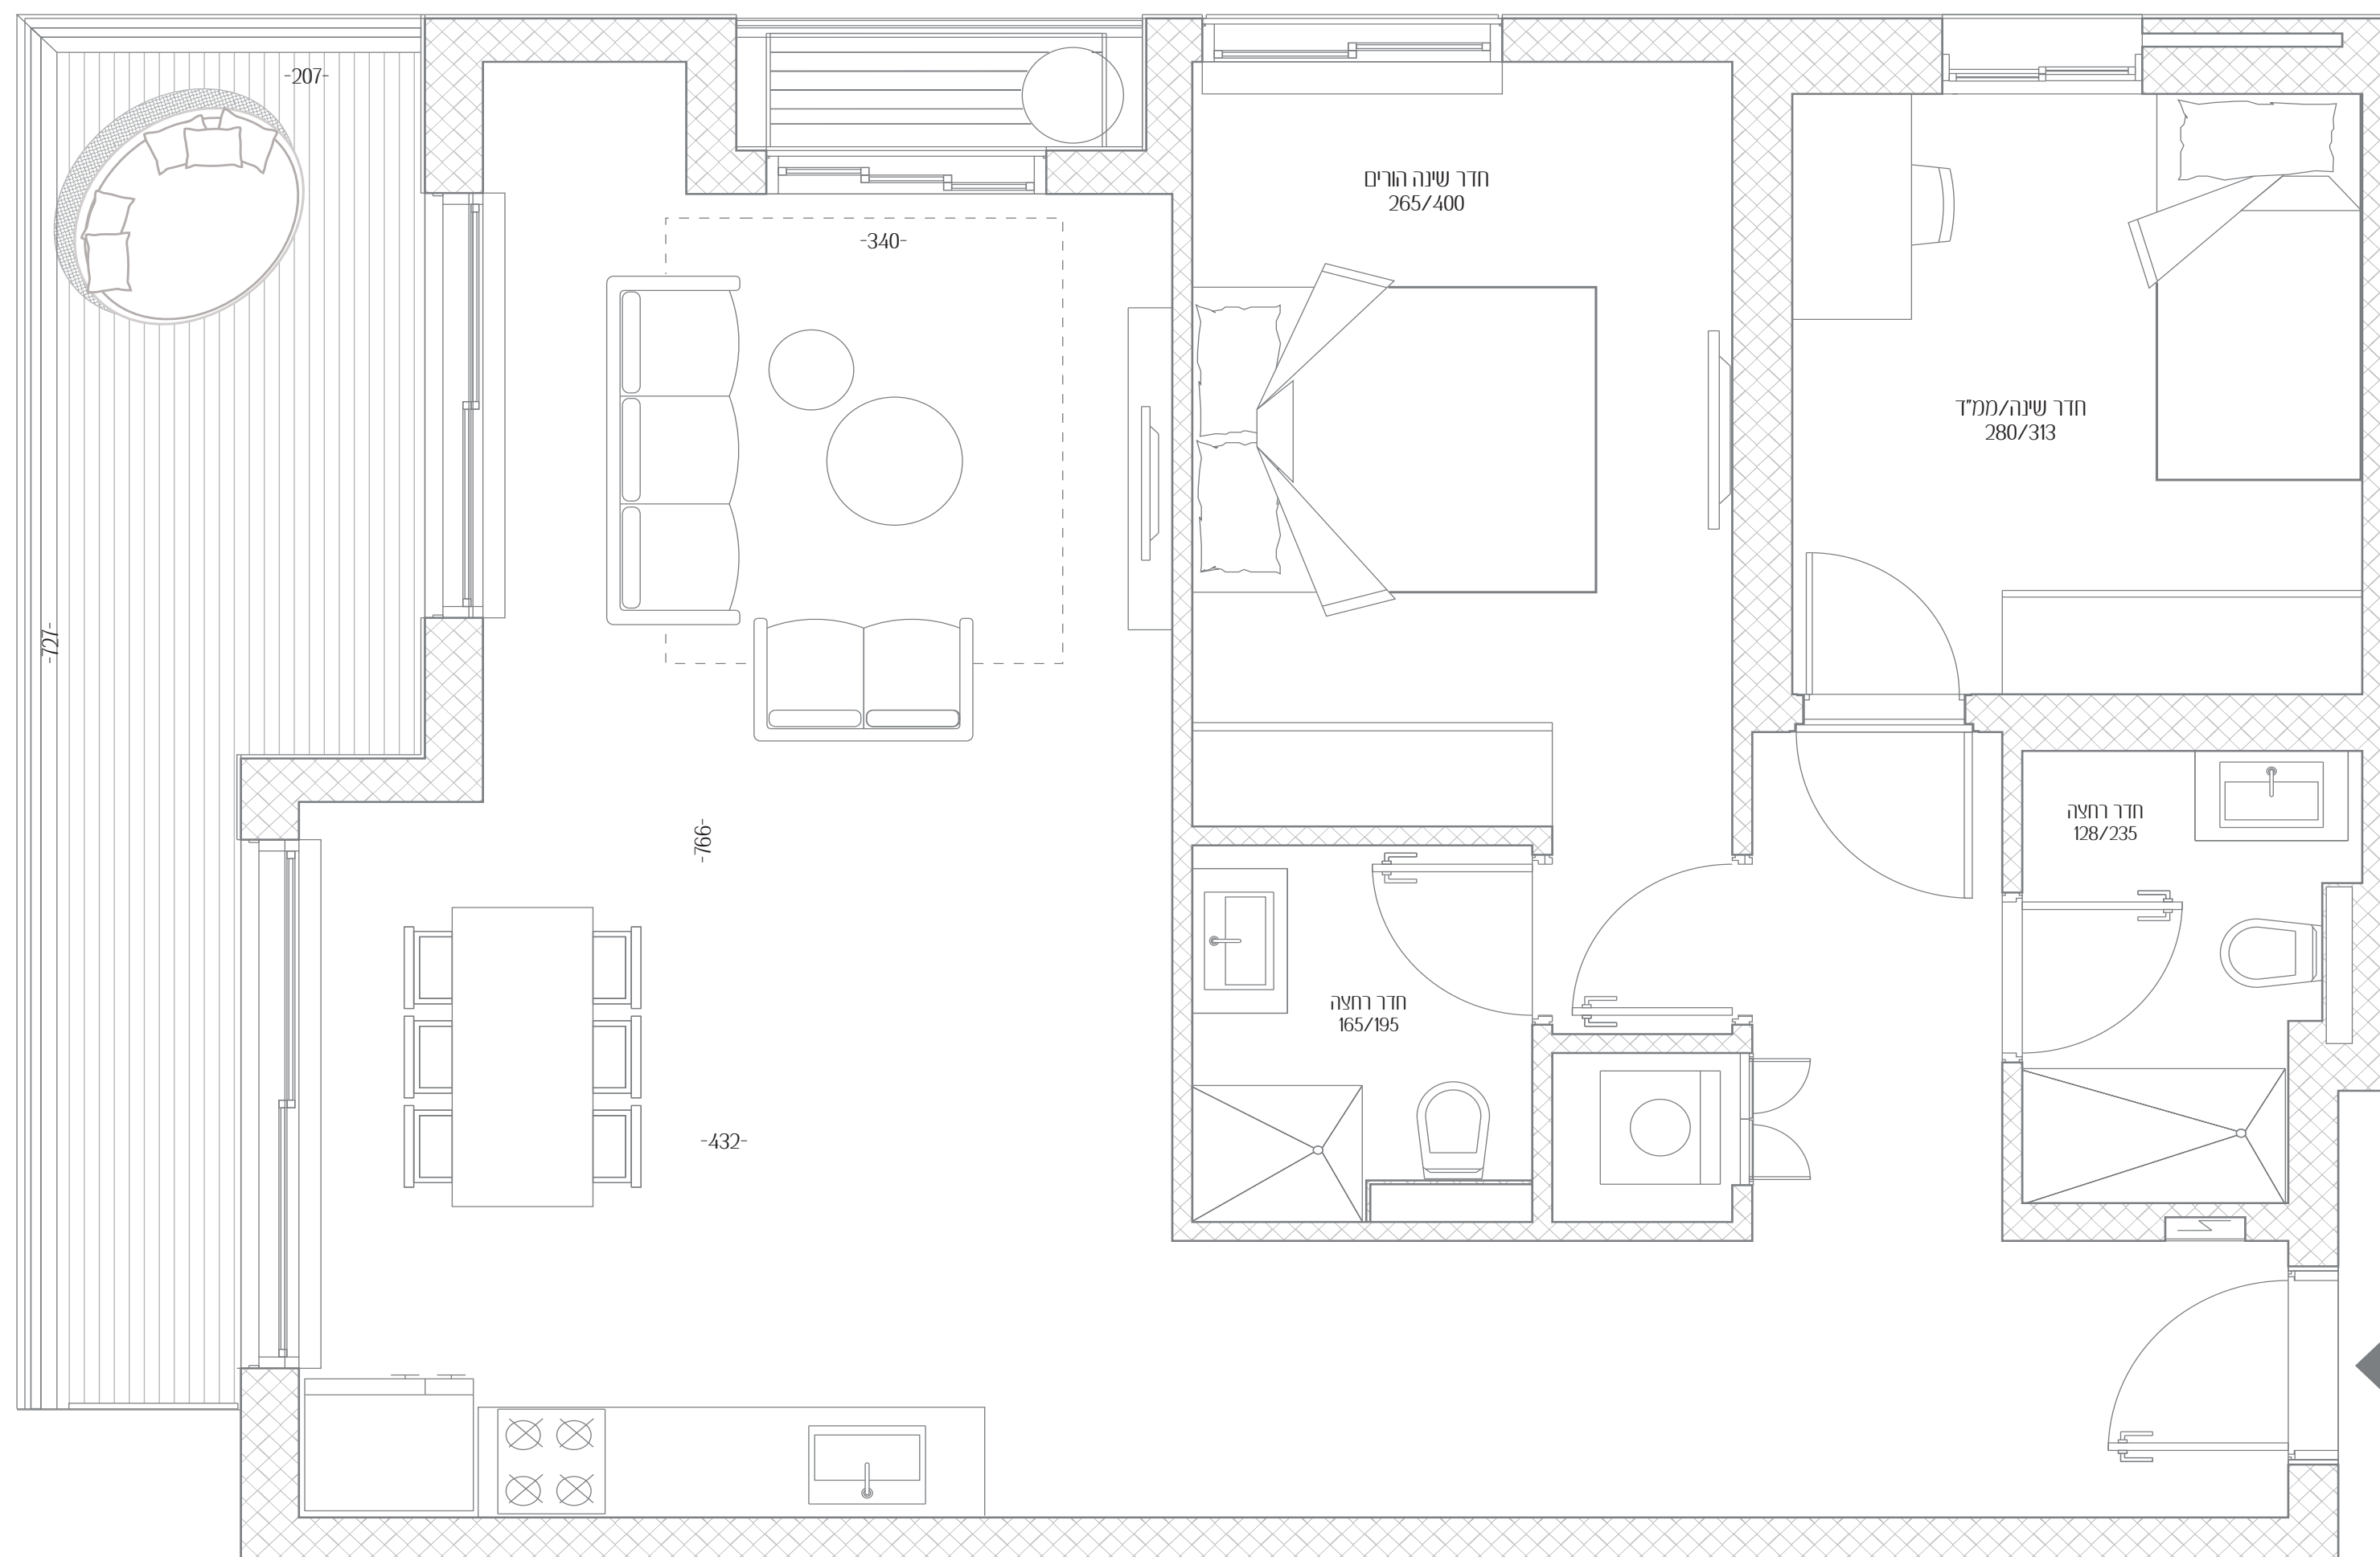 -207-
חדר שינה הורים
265/400
-340-
חדר שינה/ממ"ד
280/313
-727-
-766-
חדר רחצה
128/235
חדר רחצה
165/195
-432-